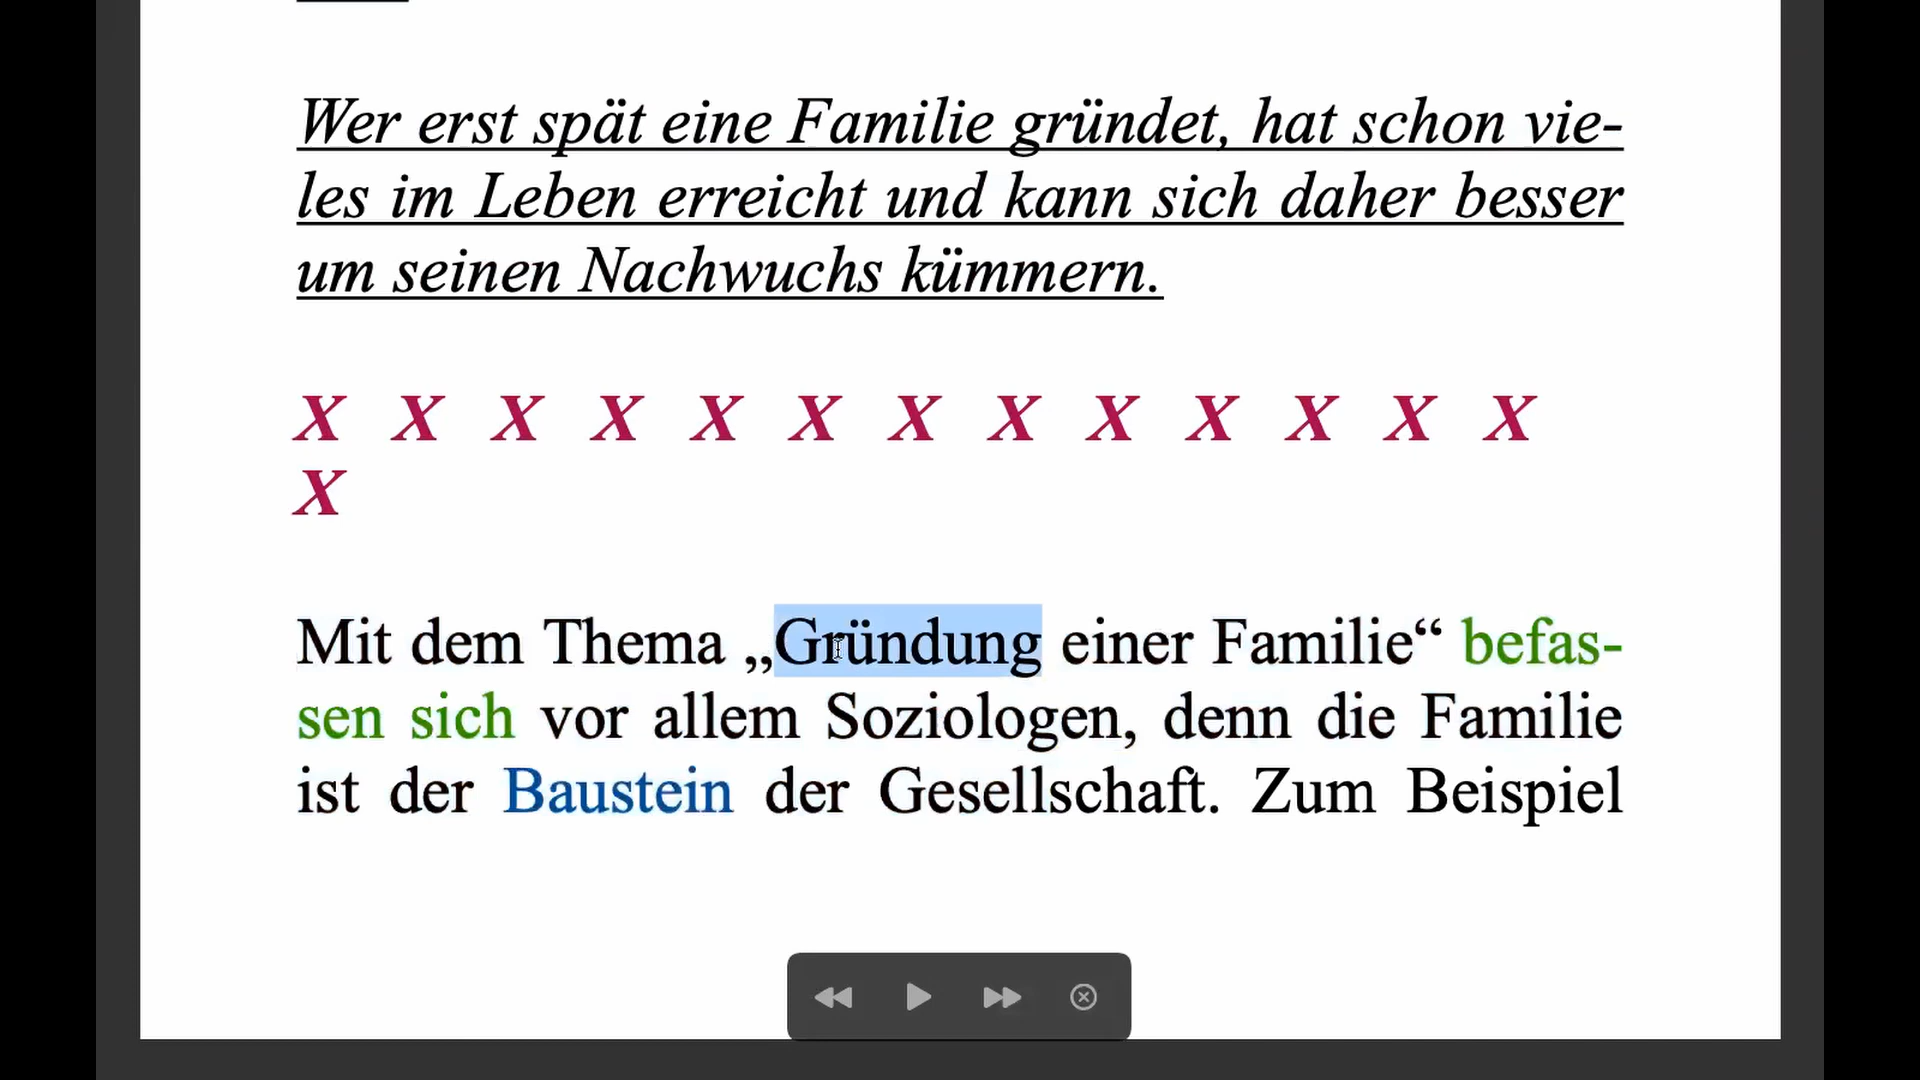 Wer erst spät eine Familie gründet, hat schon vie-
les im Leben erreicht und kann sich daher besser
um seinen Nachwuchs kümmern.
X X X X X X X X X X X X X
X
Mit dem Thema „Gründung einer Familie“ befas-
sen sich vor allem Soziologen, denn die Familie
ist der Baustein der Gesellschaft. Zum Beispiel